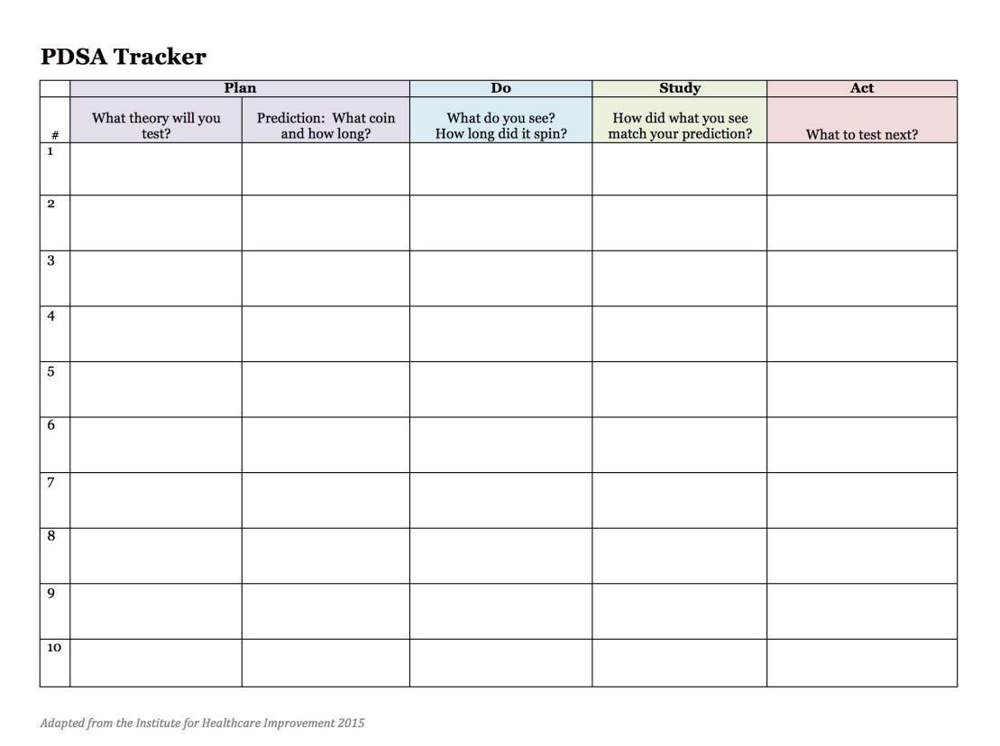 PDSA Tracker
Plan
Do
Study
Act
#
What theory will you
test?
Prediction:  What coin
and how long?
What do you see?
How long did it spin?
How did what you see
match your prediction?
What to test next?
1
2
3
4
5
6
7
8
9
10
Adapted from the Institute for Healthcare Improvement 2015